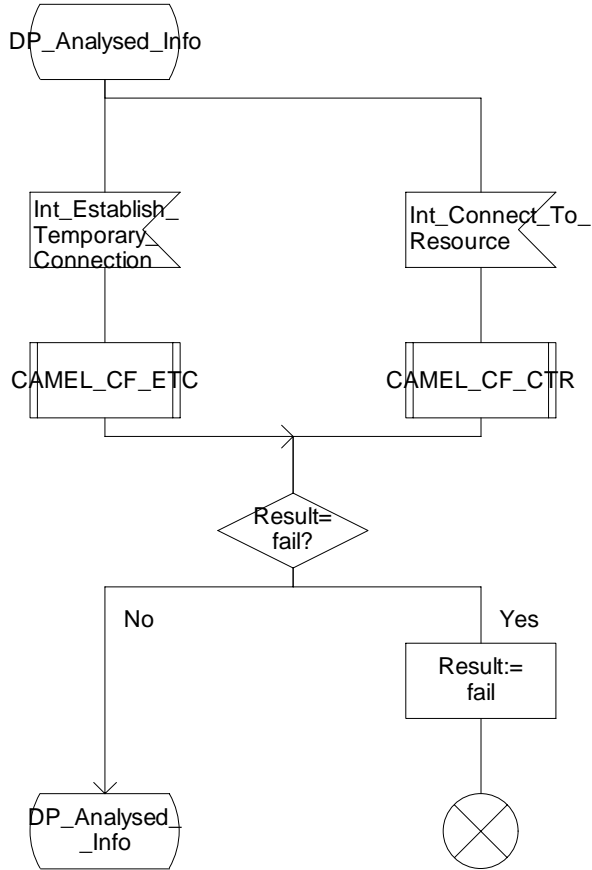 DP_Analysed_Info
Int_Establish_
Temporary_
Connection
Int_Connect_To_
Resource
CAMEL_CF_ETC
CAMEL_CF_CTR
Result=
fail?
No
Yes
Result:=
fail
DP_Analysed_
_Info